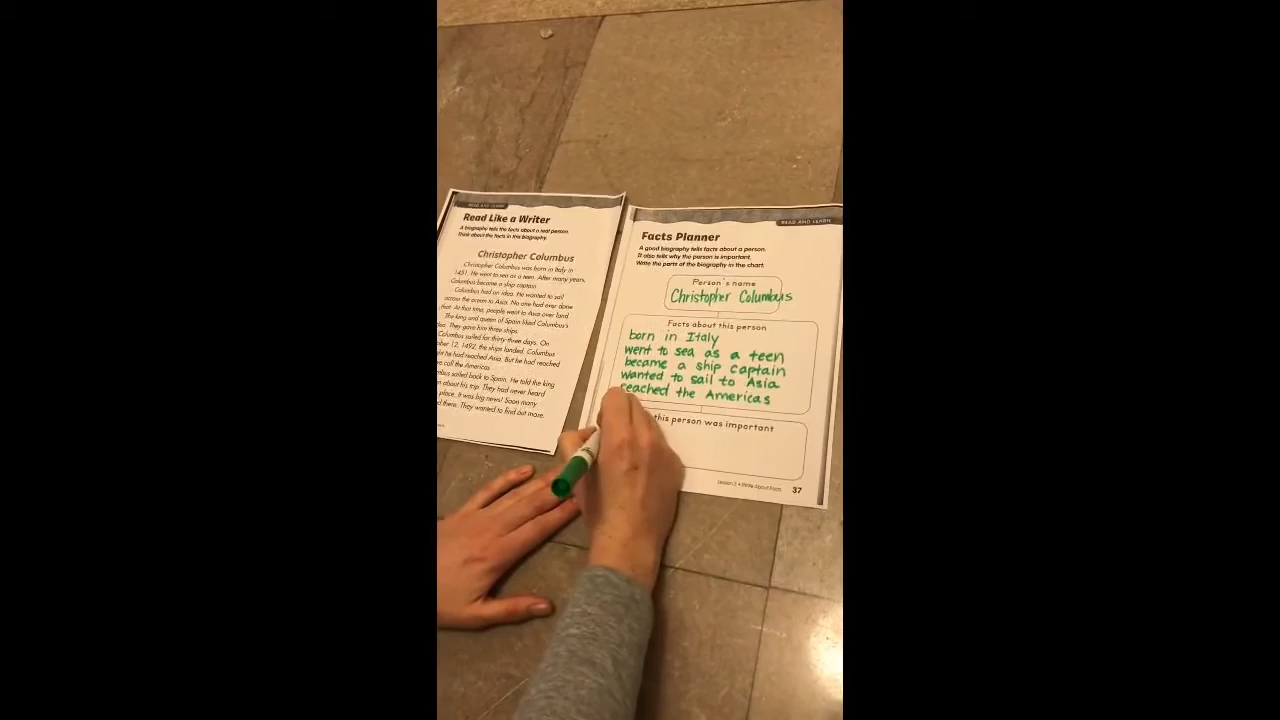 READ AND LEARN
Read Like a Writer
A biography tells the facts about a real person.
Think about the facts in this biography.
Christopher Columbus
Christopher Columbus was born in Italy in
1451. He went to sea as a teen. After many years,
Columbus became a ship captain.
Columbus had an idea. He wanted to sail
across the ocean to Asia. No one had ever done
that. At that time, people went to Asia over land.
The king and queen of Spain liked Columbus's
They gave him three ships.
Columbus sailed for thirty-three days. On
12, 1492, the ships landed. Columbus
he had reached Asia. But he had reached
call the Americas.
sailed back to Spain. He told the king
about his trip. They had never heard
place. It was big news! Soon many
there. They wanted to find out more.
READ AND LEARN
Facts Planner
A good biography tells facts about a person.
It also tells why the person is important.
Write the parts of the biography in the chart.
Person's name
Christopher Columbus
Facts about this person
born in Italy
went to sea as a teen
became a ship captain
wanted to sail to Asia
reached the Americas
this person was important
Lesson 2 • Write About Facts 37